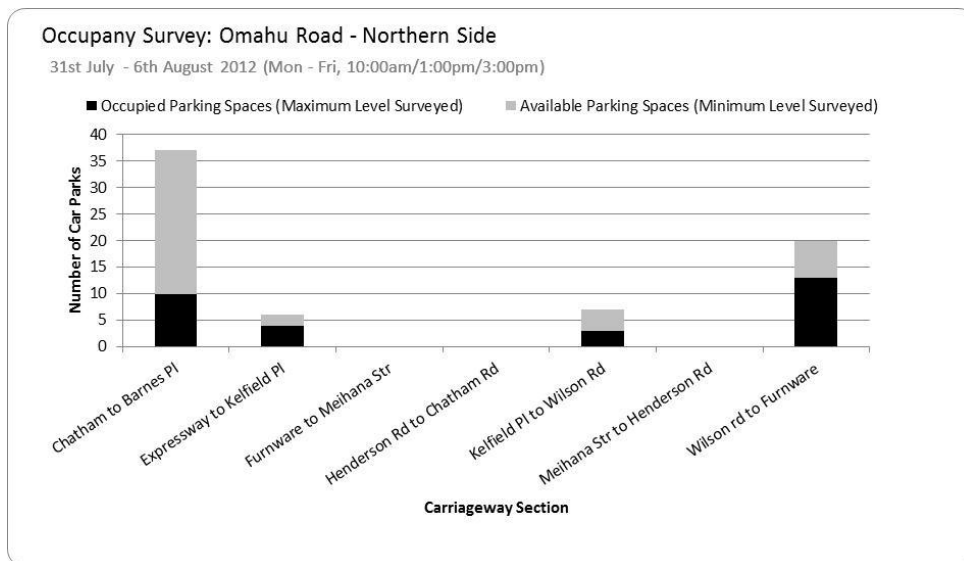 Occupany Survey: Omahu Road - Northern Side
31st July - 6th August 2012 (Mon - Fri, 10:00am/1:00pm/3:00pm)
Occupied Parking Spaces (Maximum Level Surveyed) Available Parking Spaces (Minimum Level Surveyed)
Number of Car Parks
40
35
30
25
20
15
10
5
0
Chatham to Barnes Pl
Expressway to Kelfield Pl
Furnware to Meihana Str
Henderson Rd to Chatham Rd
Kelfield Pl to Wilson Rd
Meihana Str to Henderson Rd
Wilson rd to Furnware
Carriageway Section